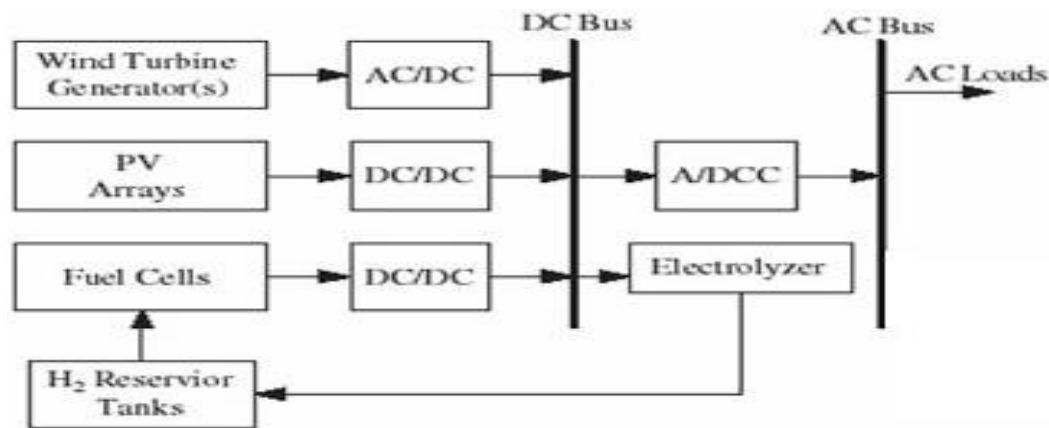 DC Bus
AC Bus
Wind Turbine
Generator(s)
AC/DC
AC Loads
PV
Arrays
DC/DC
A/DCC
Fuel Cells
DC/DC
Electrolyzer
H₂ Reservior
Tanks